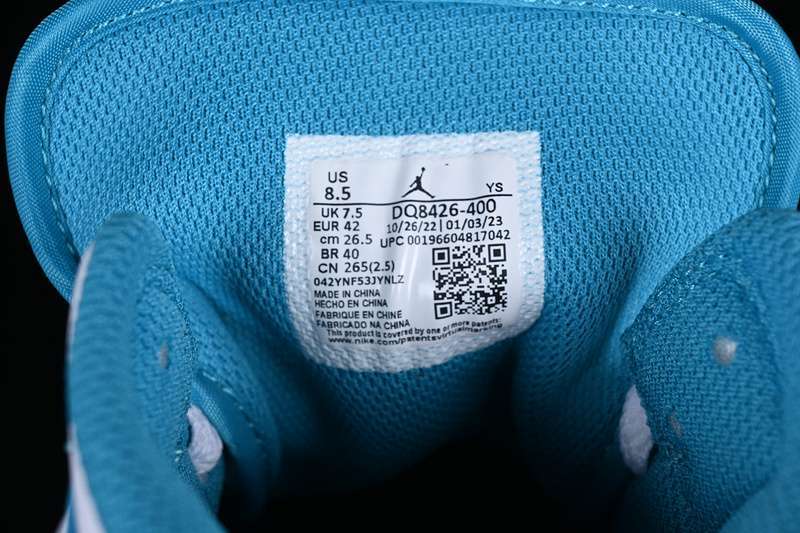 US
8.5
YS
UK 7.5 DQ8426-400
EUR 42 10/26/22 | 01/03/23
cm 26.5 UPC 00196604817042
BR 40
CN 265(2.5)
042YNF53JYNLZ
MADE IN CHINA
HECHO EN CHINA
FABRIQUE EN CHINE
FABRICADO NA CHINA
This product is covered by one or more patents:
www.nike.com/patentsvirtualmarking